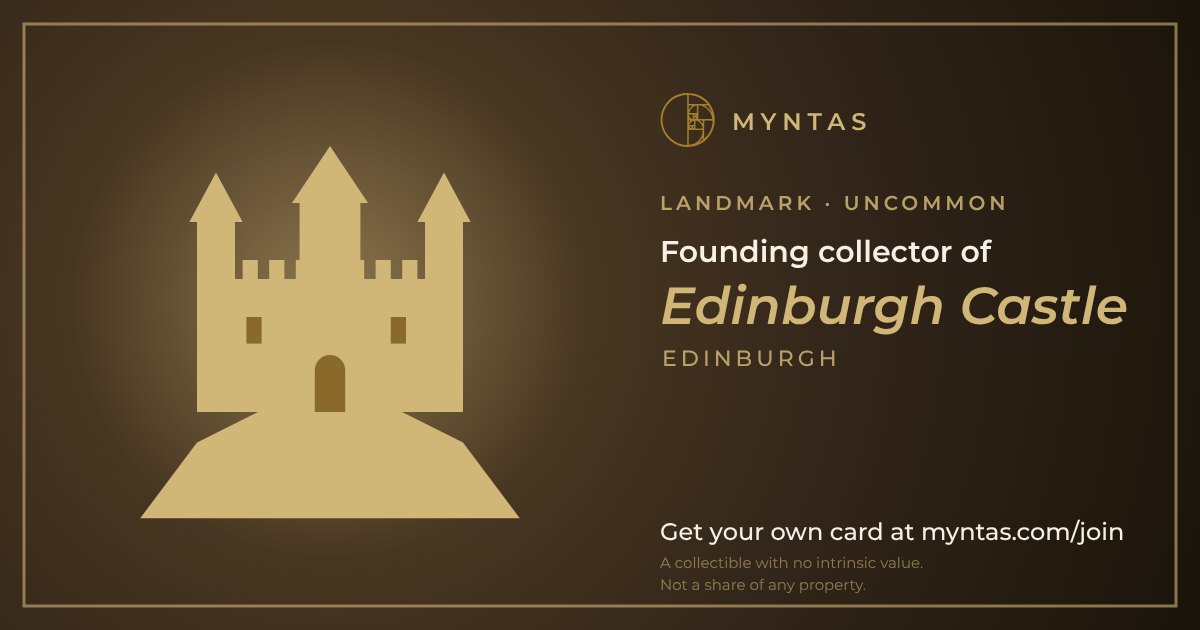 MYNTAS
LANDMARK · UNCOMMON
Founding collector of
Edinburgh Castle
EDINBURGH
Get your own card at myntas.com/join
A collectible with no intrinsic value.
Not a share of any property.